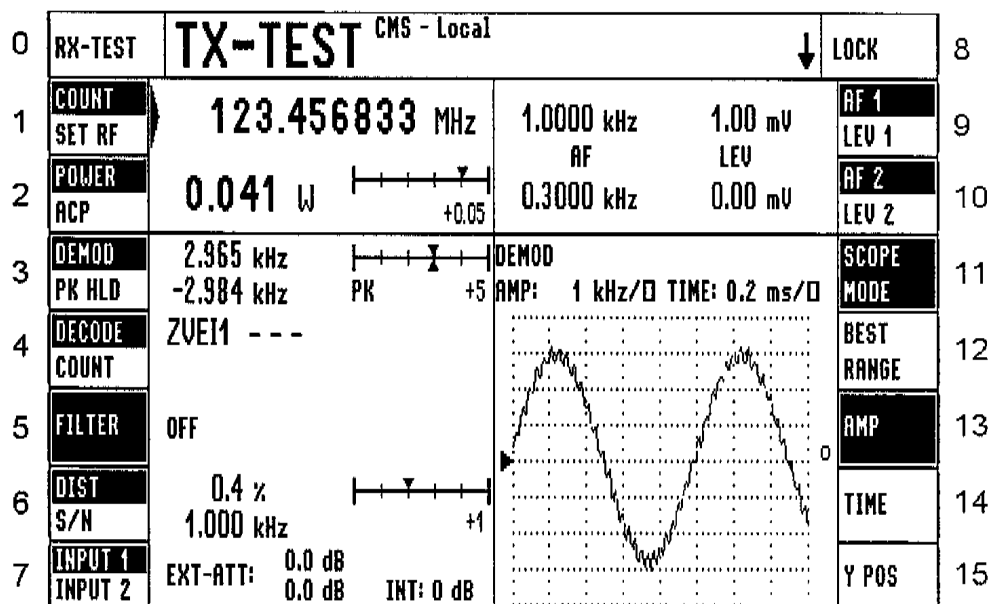 0 RX-TEST TX-TEST CMS - Local ↓ LOCK 8
1 COUNT 123.456833 MHz 1.0000 kHz 1.00 mV AF 1 9
SET RF AF LEV LEV 1
2 POWER 0.041 W 0.3000 kHz 0.00 mV AF 2 10
ACP +0.05 LEV 2
3 DEMOD 2.965 kHz DEMOD SCOPE 11
PK HLD -2.984 kHz PK +5 AMP: 1 kHz/▯ TIME: 0.2 ms/▯ MODE
4 DECODE ZVEI1 - - - BEST 12
COUNT RANGE
5 FILTER OFF AMP 13
0
6 DIST 0.4 % TIME 14
S/N 1.000 kHz +1
7 INPUT 1 EXT-ATT: 0.0 dB Y POS 15
INPUT 2 0.0 dB INT: 0 dB